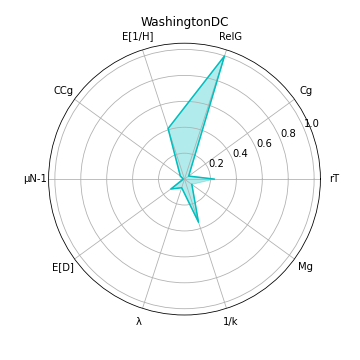 WashingtonDC
E[1/H] RelG
CCg Cg
1.0
0.8
0.6
0.4
0.2
μN-1 rT
E[D] Mg
λ 1/k